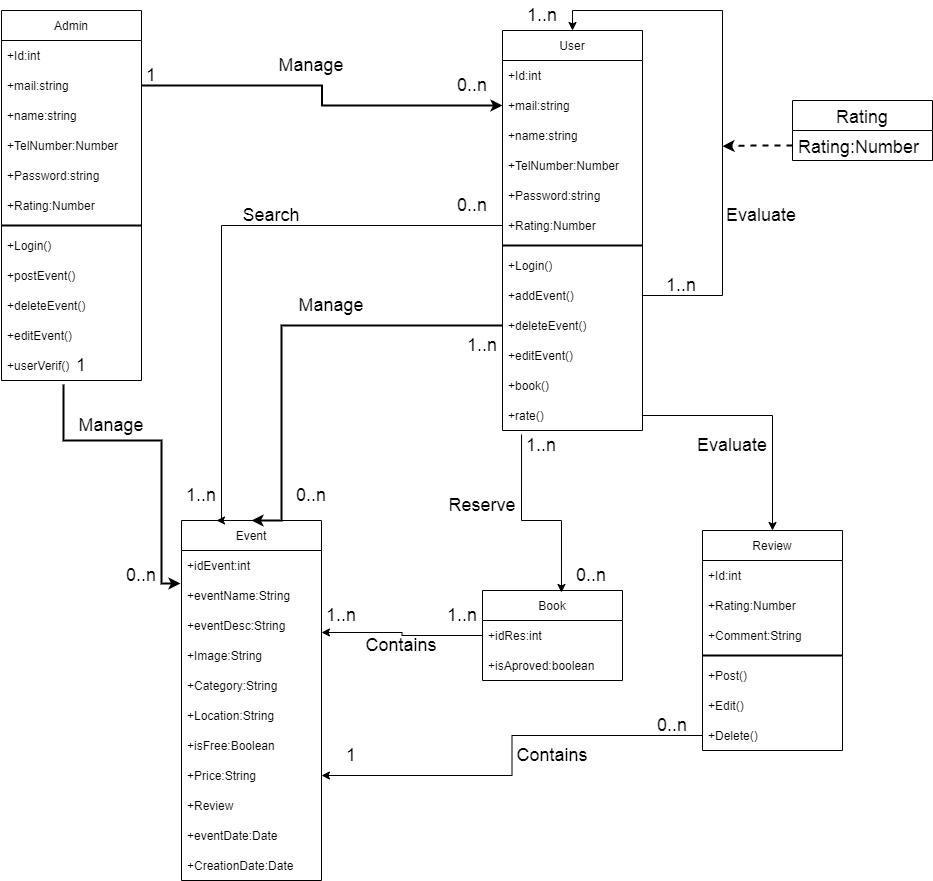 Admin
+Id:int
+mail:string
+name:string
+TelNumber:Number
+Password:string
+Rating:Number
+Login()
+postEvent()
+deleteEvent()
+editEvent()
+userVerif()
1
1
Manage
0..n
1..n
User
+Id:int
+mail:string
+name:string
+TelNumber:Number
+Password:string
+Rating:Number
+Login()
+addEvent()
+deleteEvent()
+editEvent()
+book()
+rate()
Rating
Rating:Number
Evaluate
1..n
0..n
Search
1..n
Manage
1..n
0..n
Manage
0..n
1..n
Reserve
0..n
Evaluate
Event
+idEvent:int
+eventName:String
+eventDesc:String
+Image:String
+Category:String
+Location:String
+isFree:Boolean
+Price:String
+Review
+eventDate:Date
+CreationDate:Date
1..n
1..n
Contains
Book
+idRes:int
+isAproved:boolean
Review
+Id:int
+Rating:Number
+Comment:String
+Post()
+Edit()
+Delete()
0..n
1
Contains